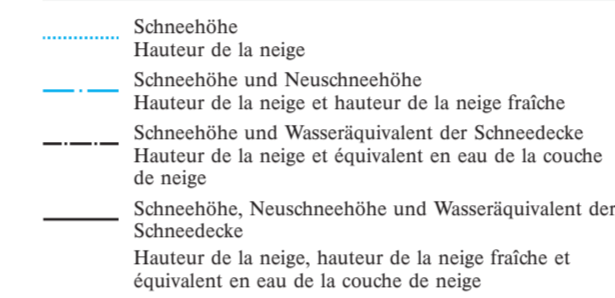 Schneehöhe
Hauteur de la neige
Schneehöhe und Neuschneehöhe
Hauteur de la neige et hauteur de la neige fraîche
Schneehöhe und Wasseräquivalent der Schneedecke
Hauteur de la neige et équivalent en eau de la couche
de neige
Schneehöhe, Neuschneehöhe und Wasseräquivalent der
Schneedecke
Hauteur de la neige, hauteur de la neige fraîche et
équivalent en eau de la couche de neige